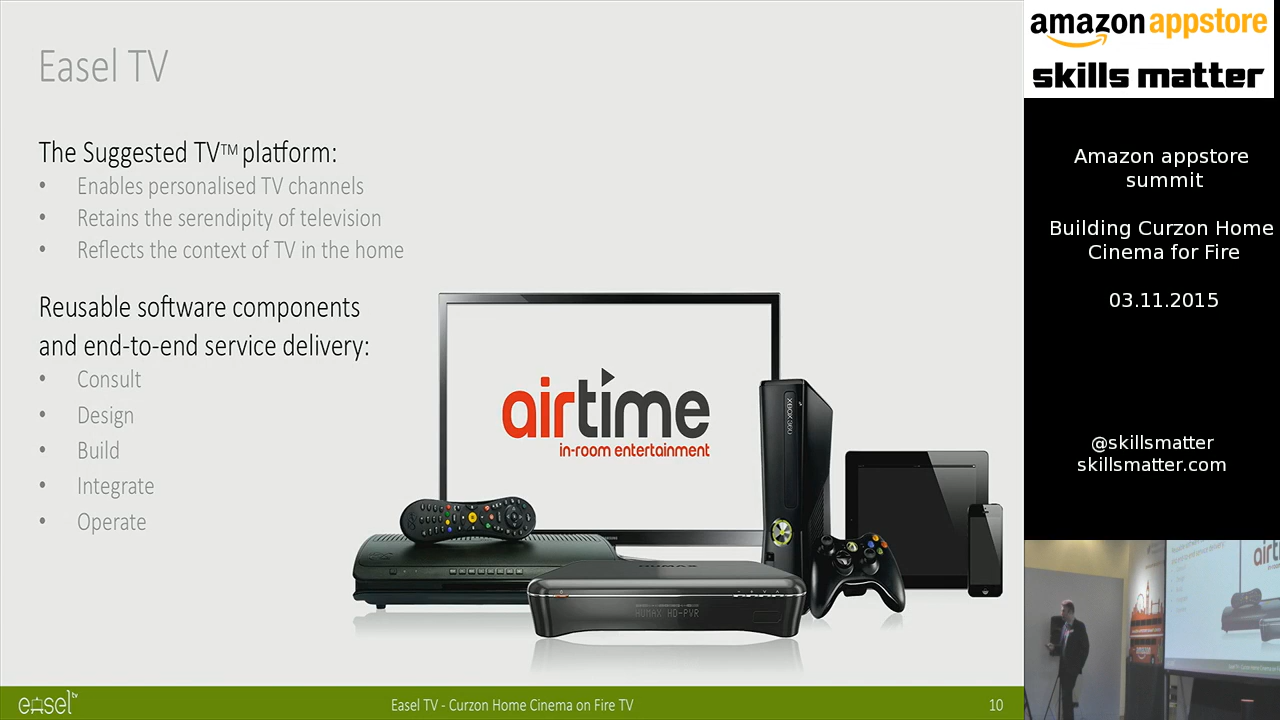 Easel TV
The Suggested TV™ platform:
• Enables personalised TV channels
• Retains the serendipity of television
• Reflects the context of TV in the home
Reusable software components
and end-to-end service delivery:
• Consult
• Design
• Build
• Integrate
• Operate
airtime
in-room entertainment
XBOX360
HUMAX
HUMAX HD-PVR
easel tv
Easel TV - Curzon Home Cinema on Fire TV
10
amazon appstore
skills matter
Amazon appstore
summit
Building Curzon Home
Cinema for Fire
03.11.2015
@skillsmatter
skillsmatter.com